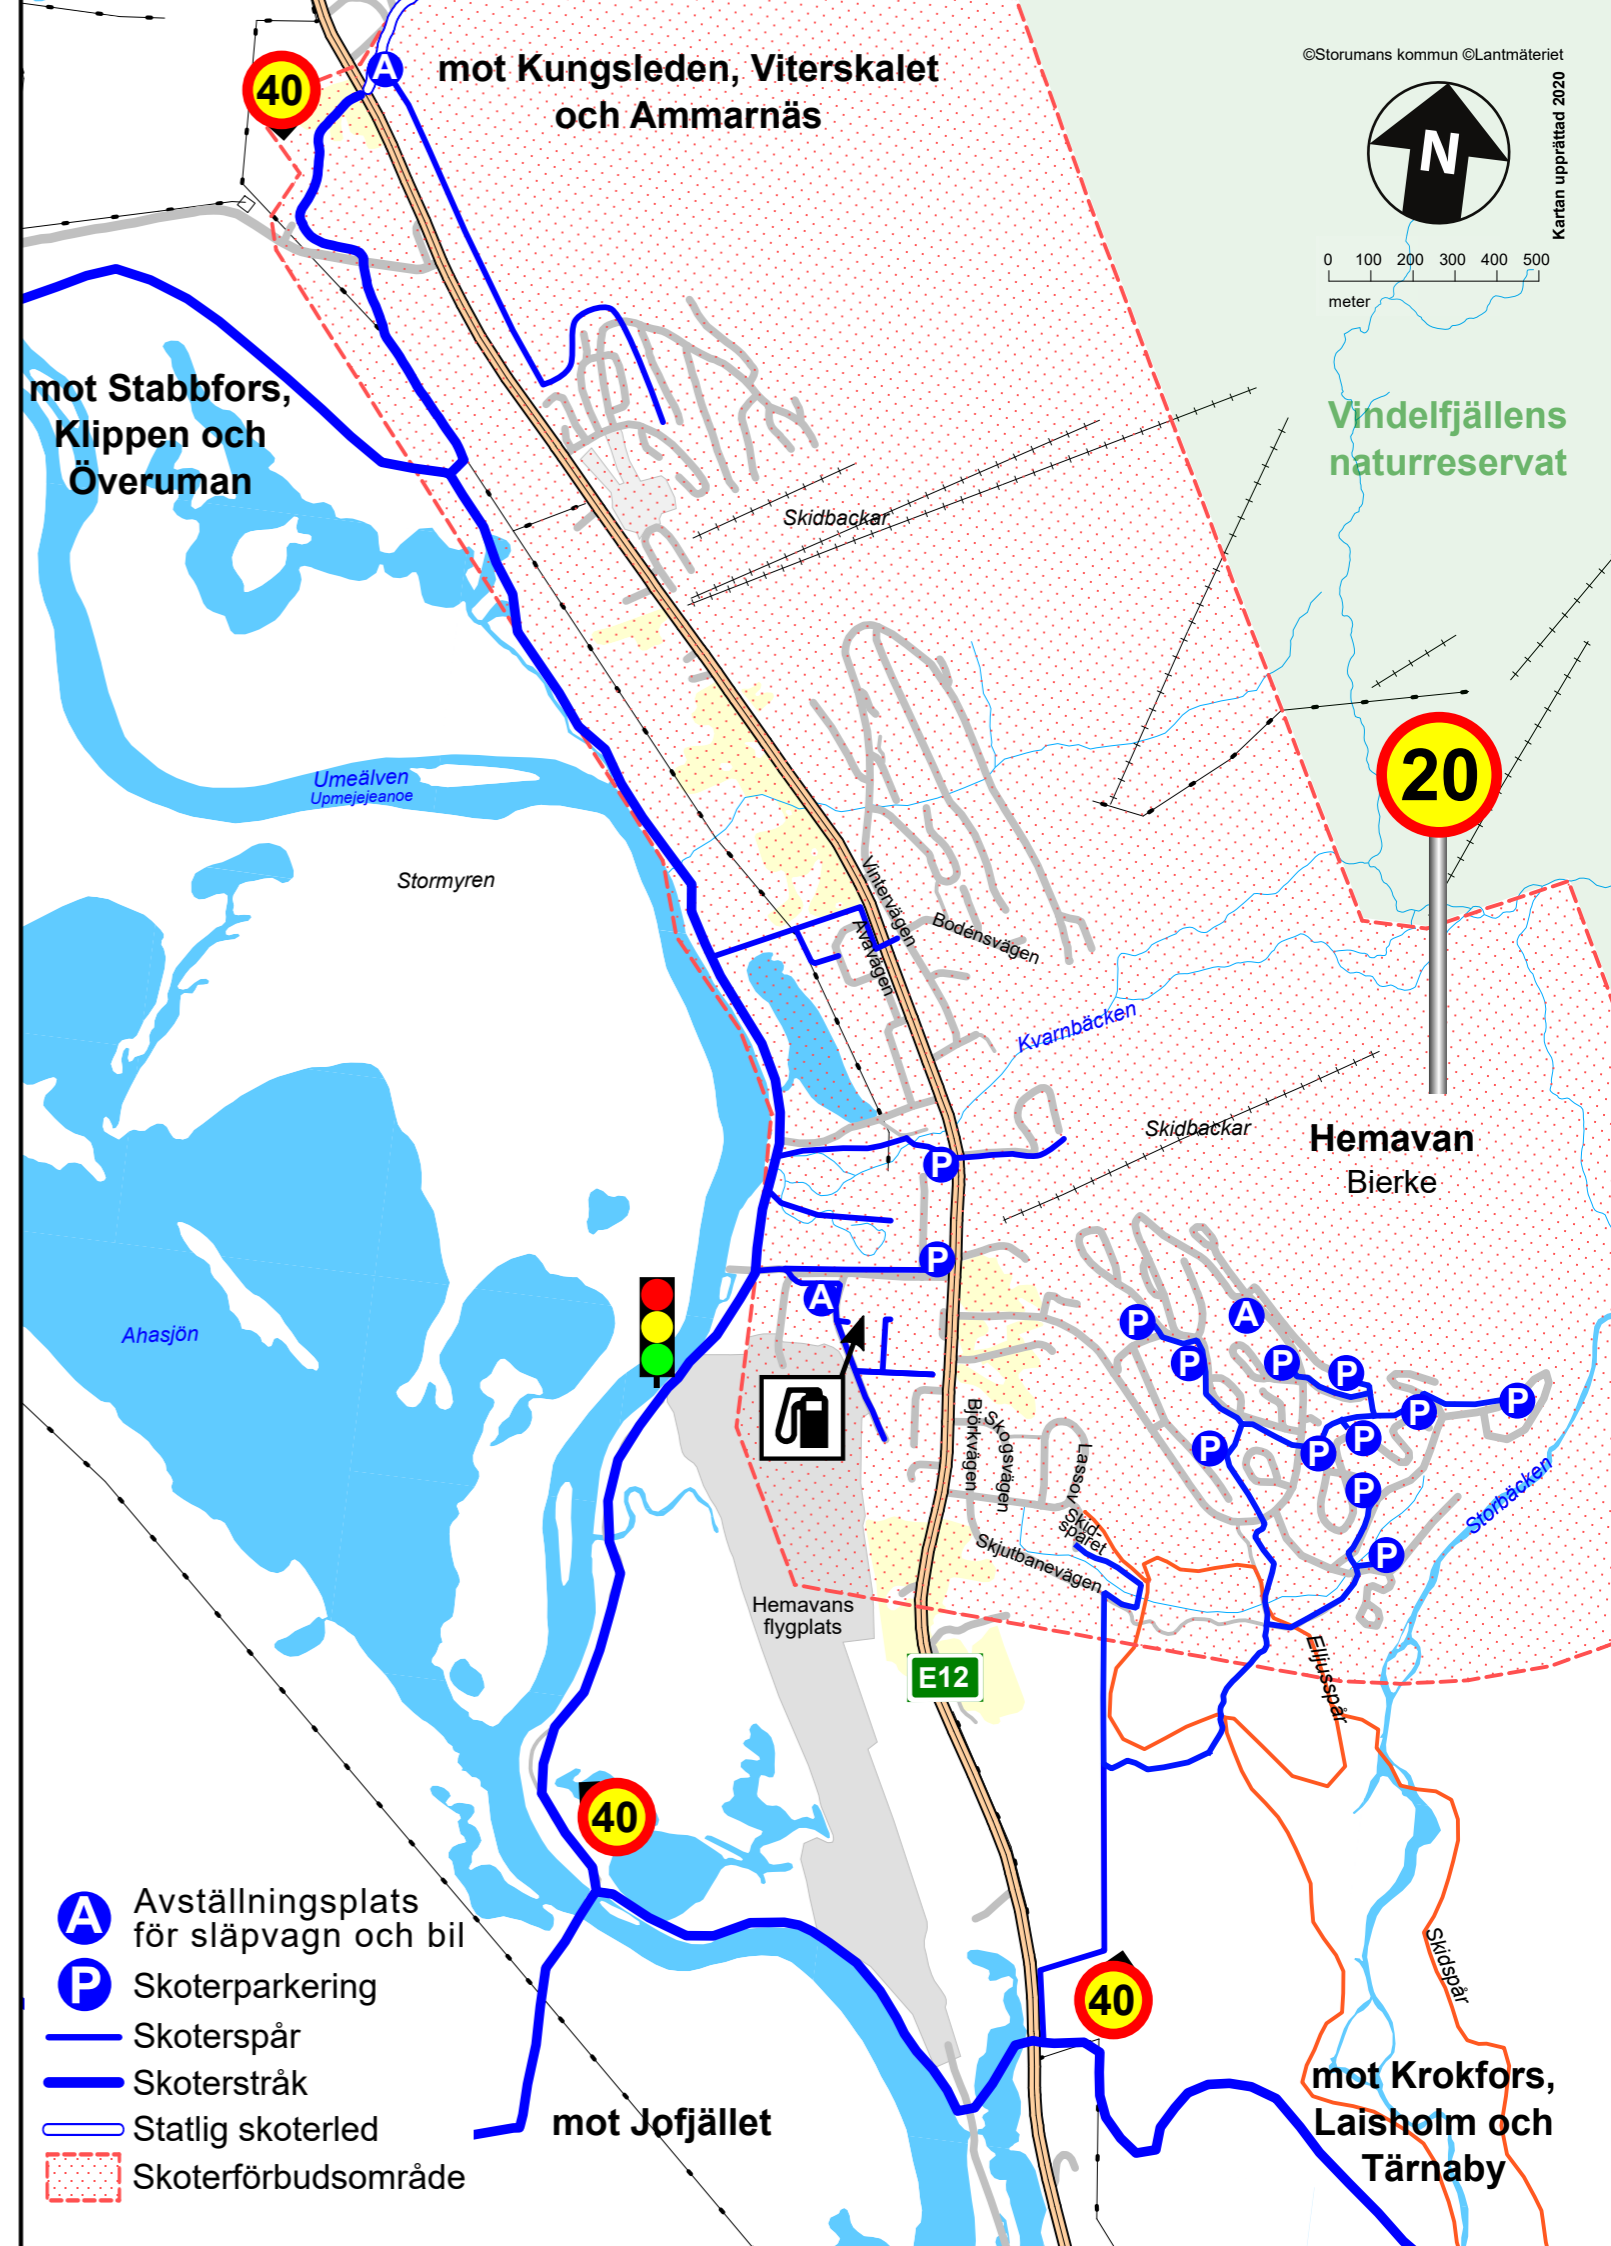 ©Storumans kommun ©Lantmäteriet
Kartan upprättad 2020
N
0 100 200 300 400 500
meter
40
A
mot Kungsleden, Viterskalet
och Ammarnäs
mot Stabbfors,
Klippen och
Överuman
Vindelfjällens
naturreservat
Skidbackar
20
Umeälven
Upmejejeanoe
Stormyren
Vintervägen
Avavägen
Bodénsvägen
Kvarnbäcken
Skidbackar
Hemavan
Bierke
P
P
A
Ahasjön
P
A
P
P
P
P
P
P
P
P
P
P
Björkvägen
Skogsvägen
Lassov
Skid-
spåret
Skjutbanevägen
Storbäcken
Hemavans
flygplats
E12
Elljusspår
40
40
Skidspår
A Avställningsplats
för släpvagn och bil
P Skoterparkering
Skoterspår
Skoterstråk
Statlig skoterled
Skoterförbudsområde
mot Jofjället
mot Krokfors,
Laisholm och
Tärnaby